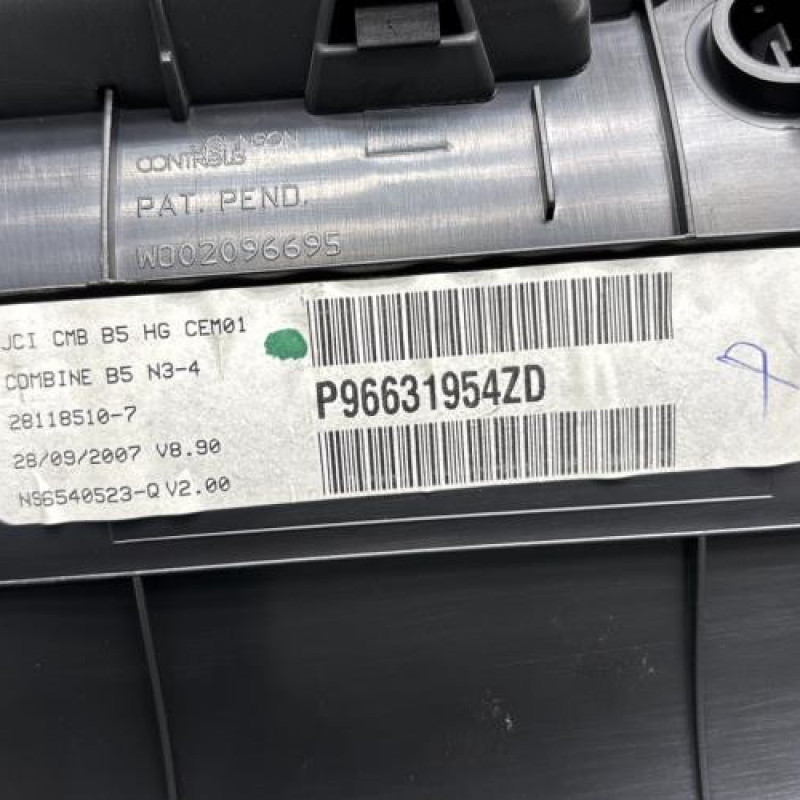 CONTROLS
PAT. PEND.
W002096695
JCI CMB B5 HG CEM01
COMBINE B5 N3-4
28118510-7
28/09/2007 V8.90
NS6540523-Q V2.00
P96631954ZD